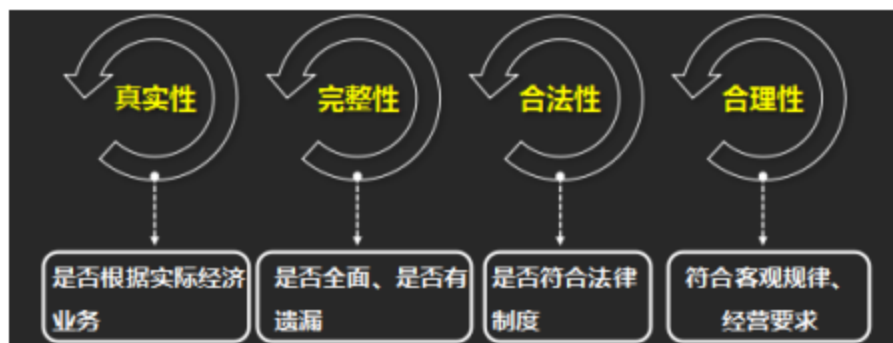 真实性
完整性
合法性
合理性
是否根据实际经济
业务
是否全面、是否有
遗漏
是否符合法律
制度
符合客观规律、
经营要求